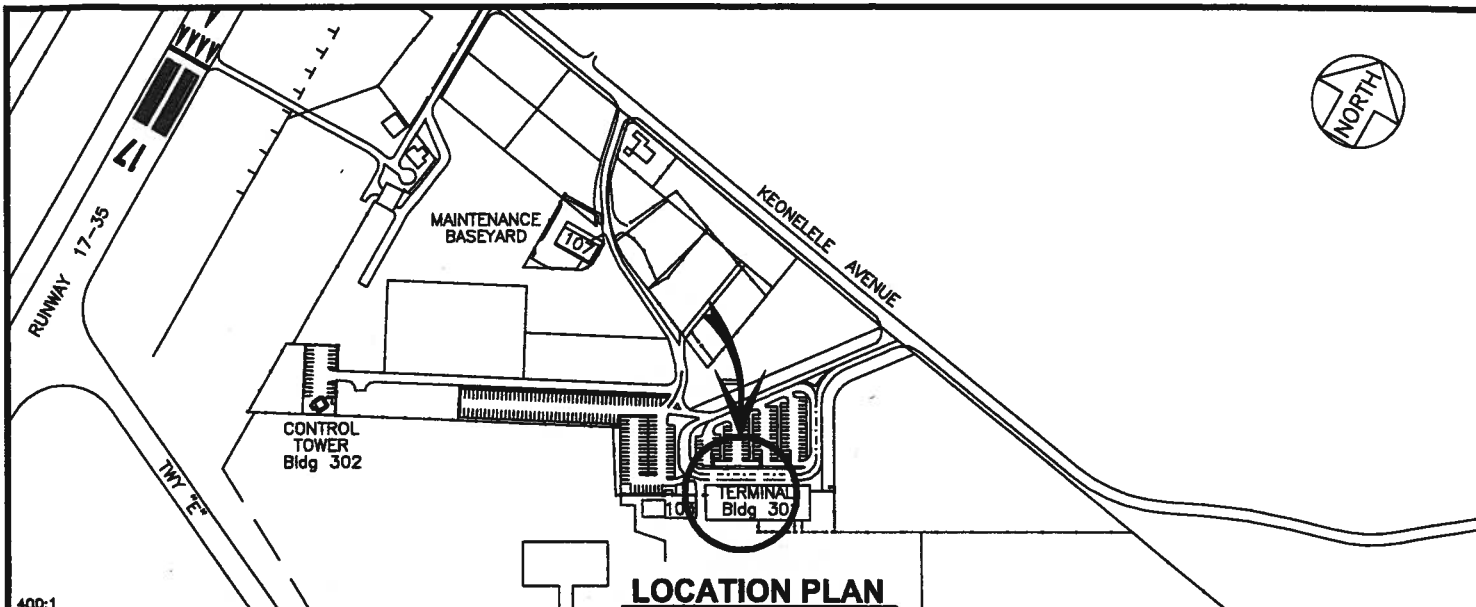 17
RUNWAY 17-35
TWY "E"
MAINTENANCE
BASEYARD
107
KEONELELE AVENUE
NORTH
CONTROL
TOWER
Bldg 302
TERMINAL
Bldg 30
LOCATION PLAN
400:1